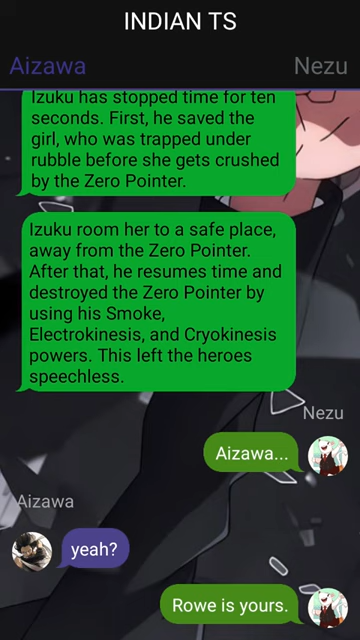 INDIAN TS
Aizawa Nezu
Izuku has stopped time for ten
seconds. First, he saved the
girl, who was trapped under
rubble before she gets crushed
by the Zero Pointer.
Izuku room her to a safe place,
away from the Zero Pointer.
After that, he resumes time and
destroyed the Zero Pointer by
using his Smoke,
Electrokinesis, and Cryokinesis
powers. This left the heroes
speechless.
Nezu
Aizawa...
Aizawa
yeah?
Rowe is yours.